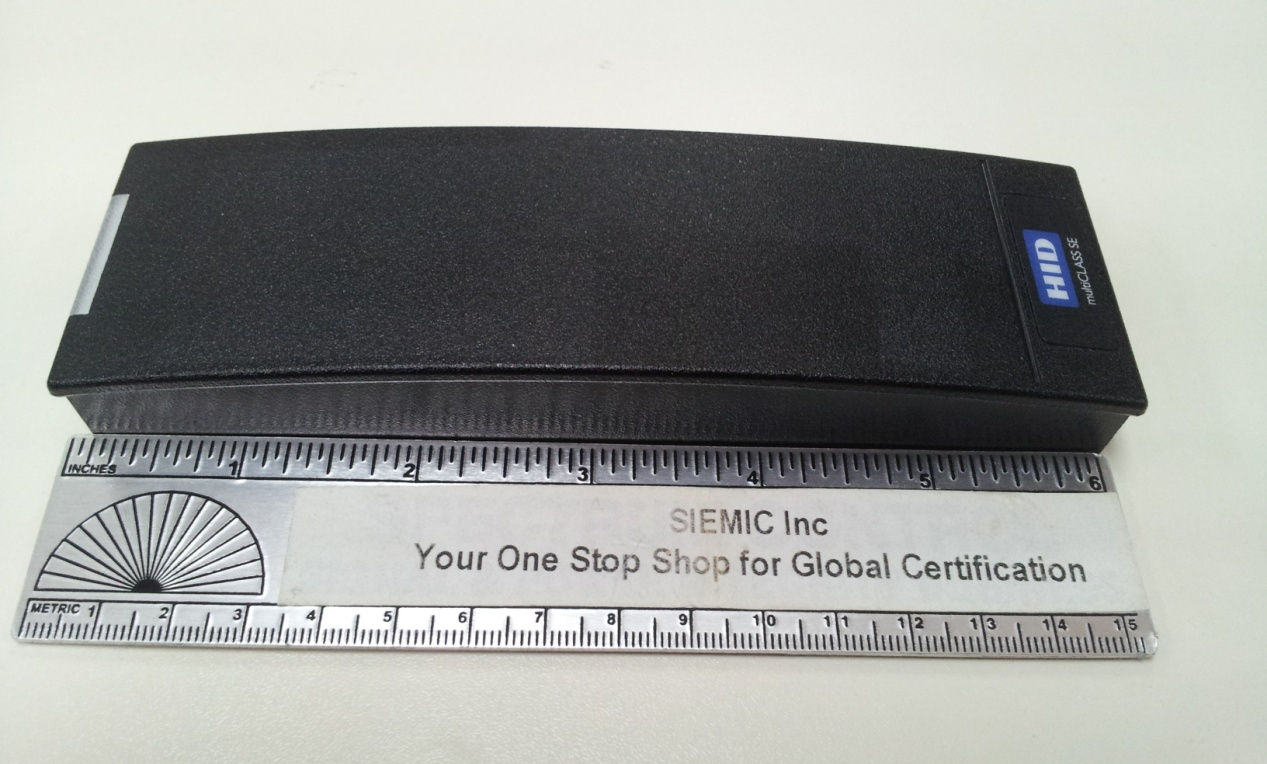 HID
multiCLASS SE
INCHES 1 2 3 4 5 6
SIEMIC Inc
Your One Stop Shop for Global Certification
METRIC 1 2 3 4 5 6 7 8 9 10 11 12 13 14 15